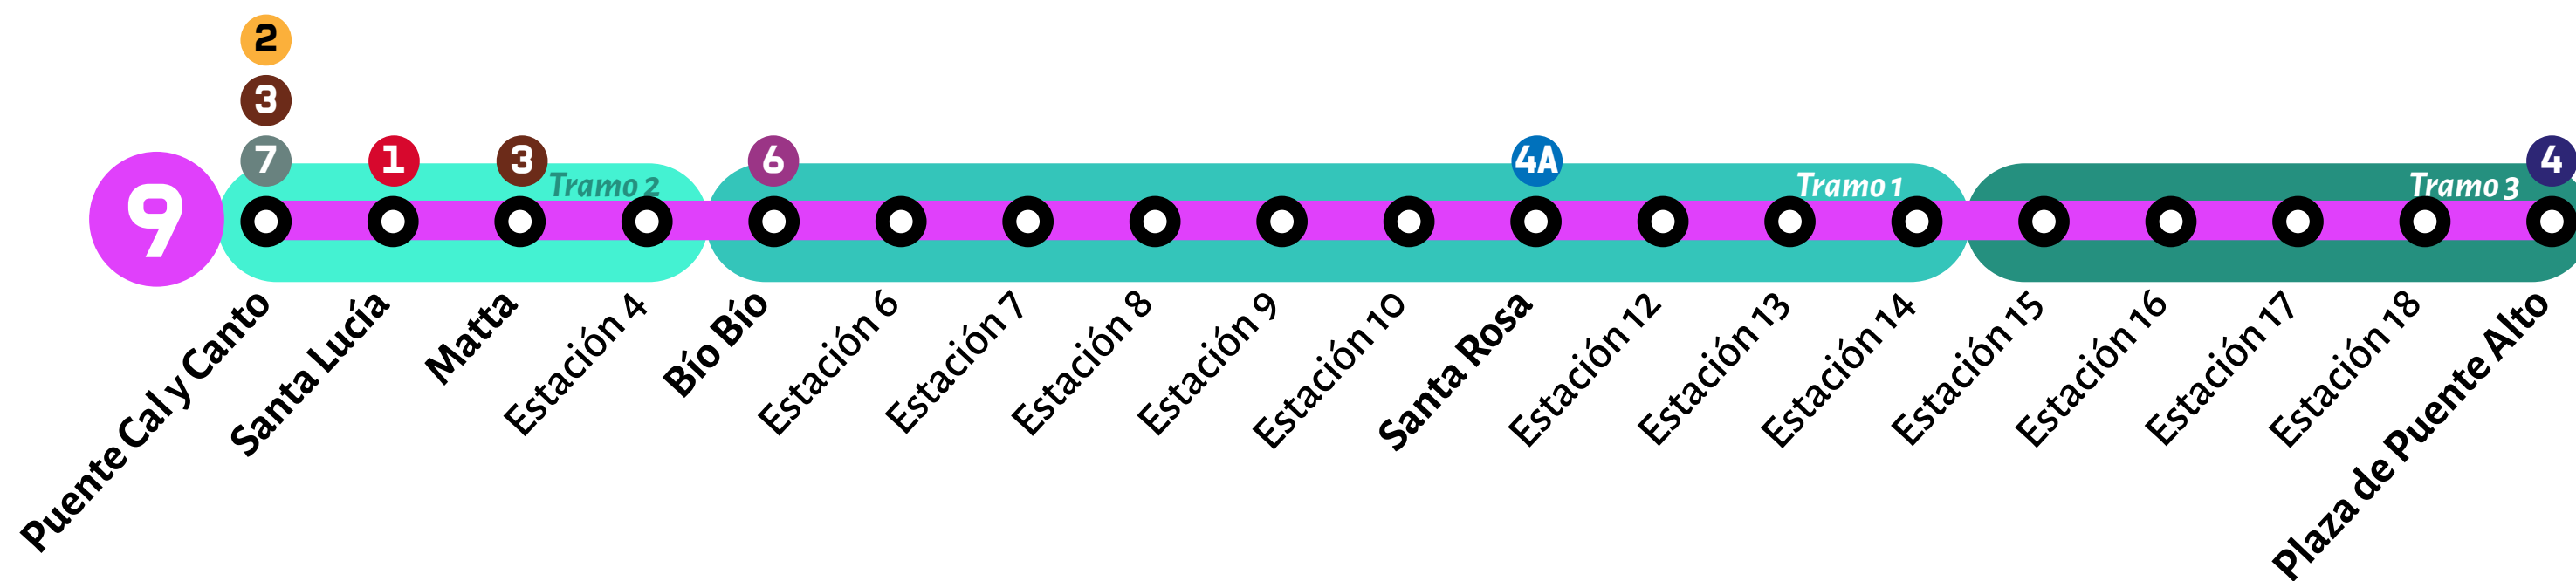 2
3
7
1
3
6
4A
4
Tramo 2
Tramo 1
Tramo 3
9
Puente Cal y Canto
Santa Lucía
Matta
Estación 4
Bío Bío
Estación 6
Estación 7
Estación 8
Estación 9
Estación 10
Santa Rosa
Estación 12
Estación 13
Estación 14
Estación 15
Estación 16
Estación 17
Estación 18
Plaza de Puente Alto